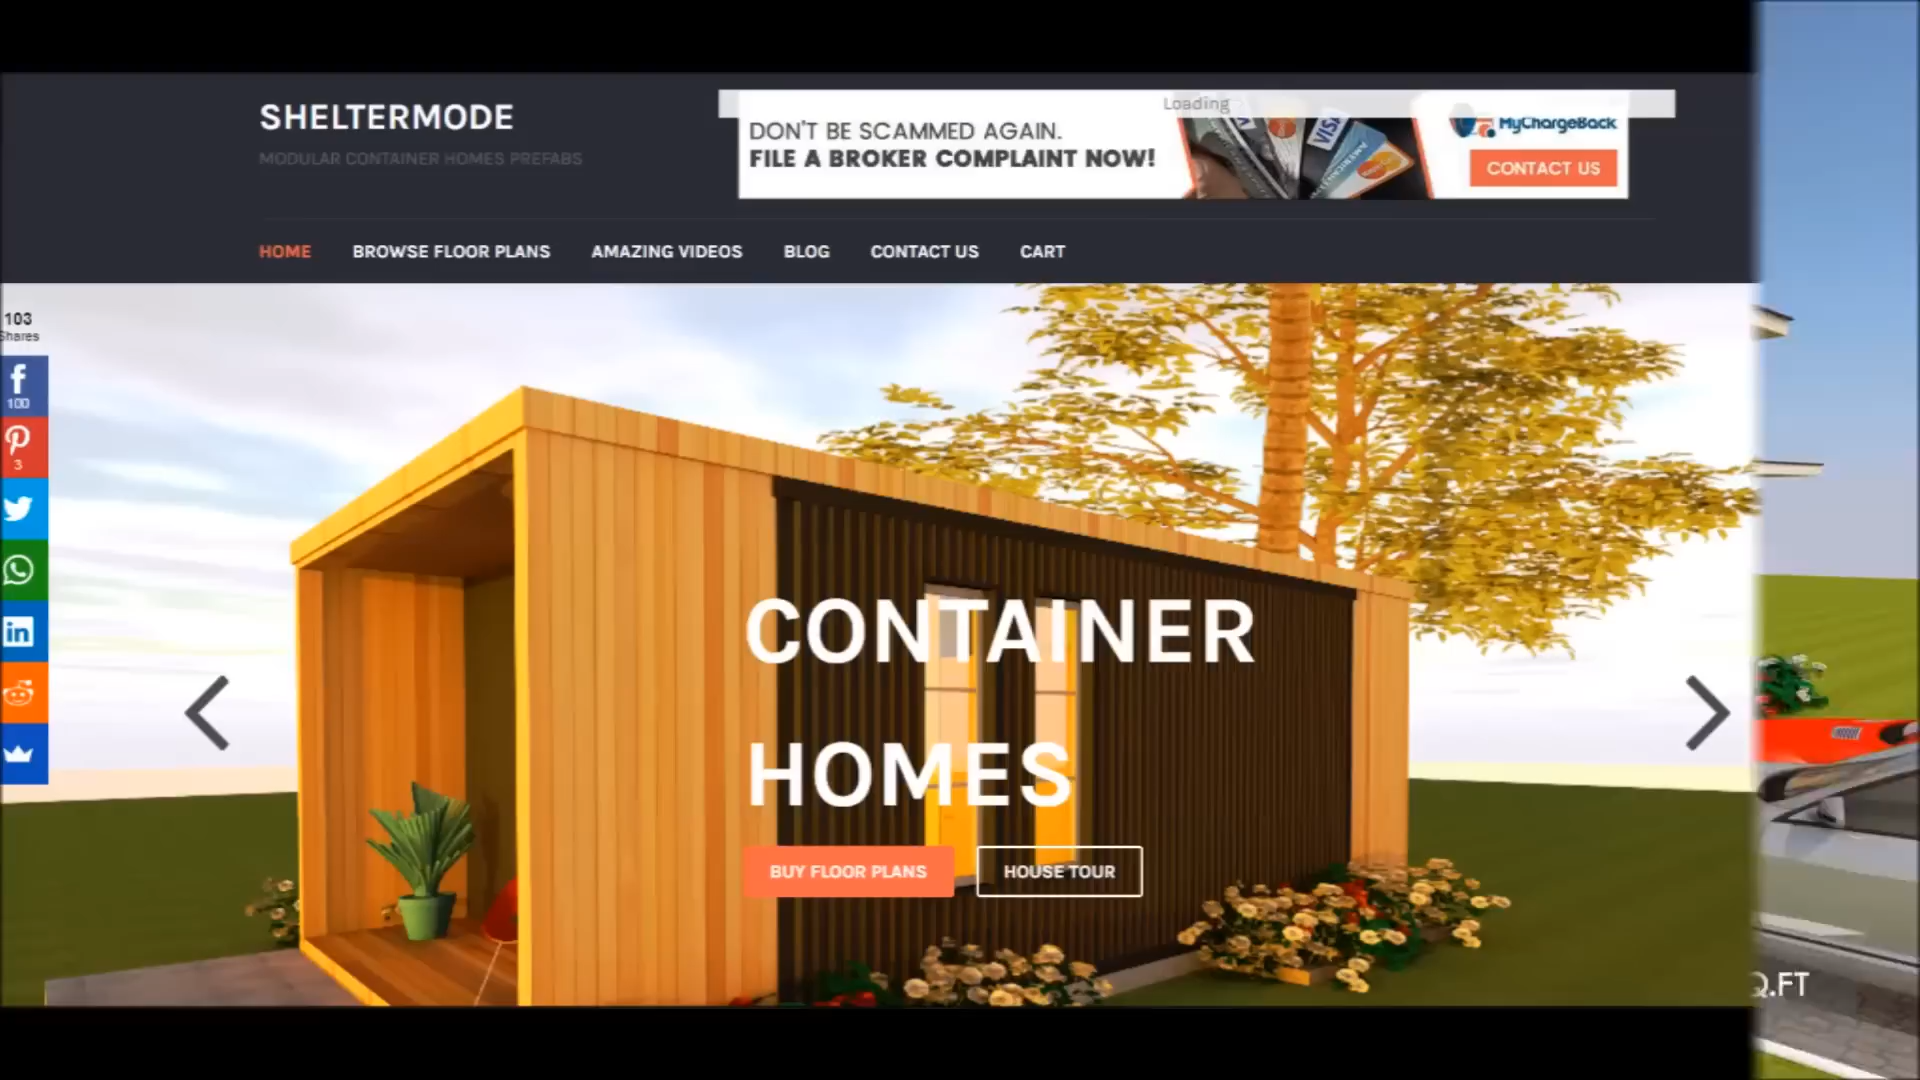 SHELTERMODE
MODULAR CONTAINER HOMES PREFABS
Loading
DON'T BE SCAMMED AGAIN.
FILE A BROKER COMPLAINT NOW!
VISA
MyChargeBack
CONTACT US
HOME BROWSE FLOOR PLANS AMAZING VIDEOS BLOG CONTACT US CART
103
Shares
100
3
in
CONTAINER
HOMES
BUY FLOOR PLANS HOUSE TOUR
Q.FT